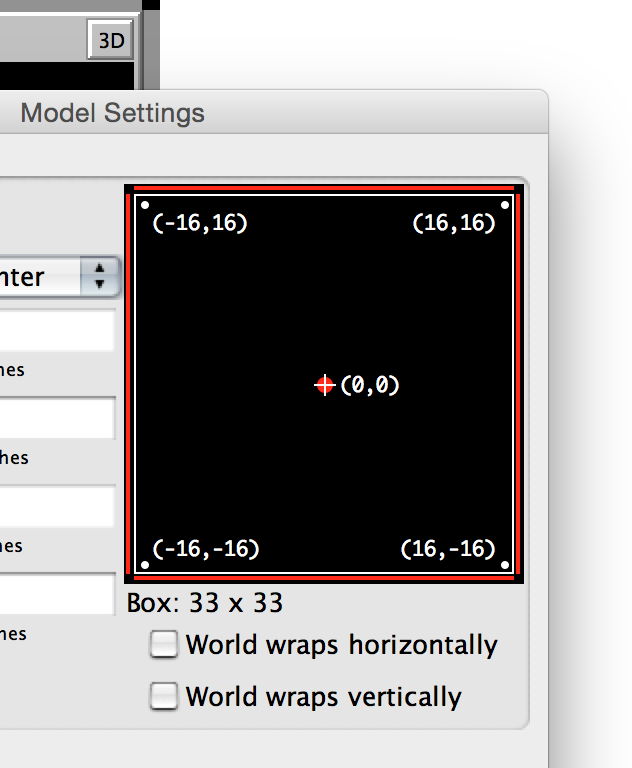 3D
Model Settings
(-16,16) (16,16)
nter
(0,0)
hes
hes
(-16,-16) (16,-16)
hes
Box: 33 x 33
hes
World wraps horizontally
World wraps vertically